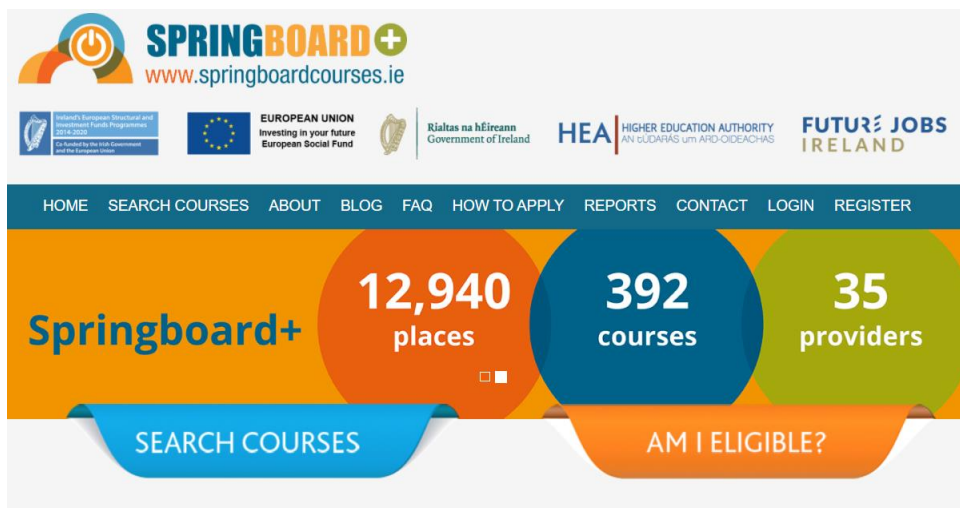 SPRINGBOARD+
www.springboardcourses.ie
Ireland's European Structural and
Investment Funds Programmes
2014-2020
Co-funded by the Irish Government
and the European Union
EUROPEAN UNION
Investing in your future
European Social Fund
Rialtas na hÉireann
Government of Ireland
HEA
HIGHER EDUCATION AUTHORITY
AN tÚDARÁS um ARD-OIDEACHAS
FUTURE JOBS
IRELAND
HOME SEARCH COURSES ABOUT BLOG FAQ HOW TO APPLY REPORTS CONTACT LOGIN REGISTER
Springboard+
12,940
places
392
courses
35
providers
SEARCH COURSES
AM I ELIGIBLE?